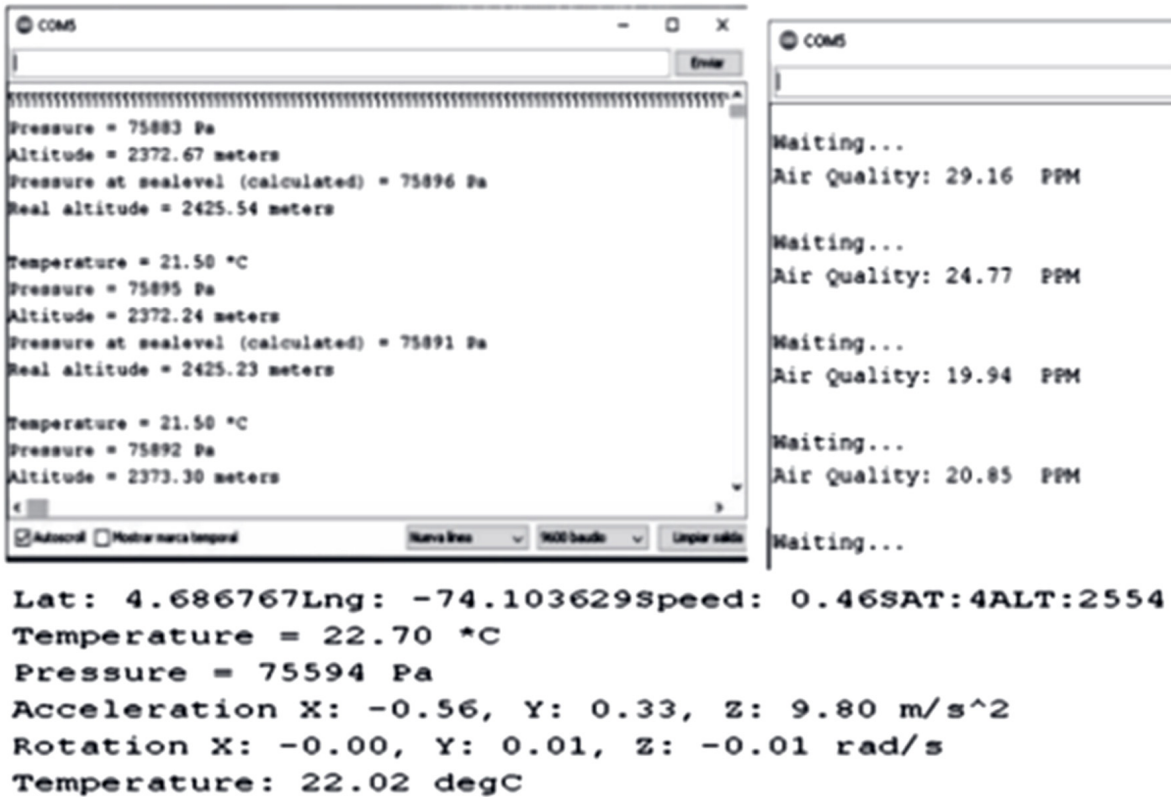 COM5
Enviar
Pressure = 75883 Pa
Altitude = 2372.67 meters
Pressure at sealevel (calculated) = 75896 Pa
Real altitude = 2425.54 meters
Temperature = 21.50 *C
Pressure = 75895 Pa
Altitude = 2372.24 meters
Pressure at sealevel (calculated) = 75891 Pa
Real altitude = 2425.23 meters
Temperature = 21.50 *C
Pressure = 75892 Pa
Altitude = 2373.30 meters
Autoscroll Mostrar marca temporal Nueva línea 9600 baudio Limpiar salida
COM5
Waiting...
Air Quality: 29.16 PPM
Waiting...
Air Quality: 24.77 PPM
Waiting...
Air Quality: 19.94 PPM
Waiting...
Air Quality: 20.85 PPM
Waiting...
Lat: 4.686767Lng: -74.103629Speed: 0.46SAT:4ALT:2554
Temperature = 22.70 *C
Pressure = 75594 Pa
Acceleration X: -0.56, Y: 0.33, Z: 9.80 m/s^2
Rotation X: -0.00, Y: 0.01, Z: -0.01 rad/s
Temperature: 22.02 degC